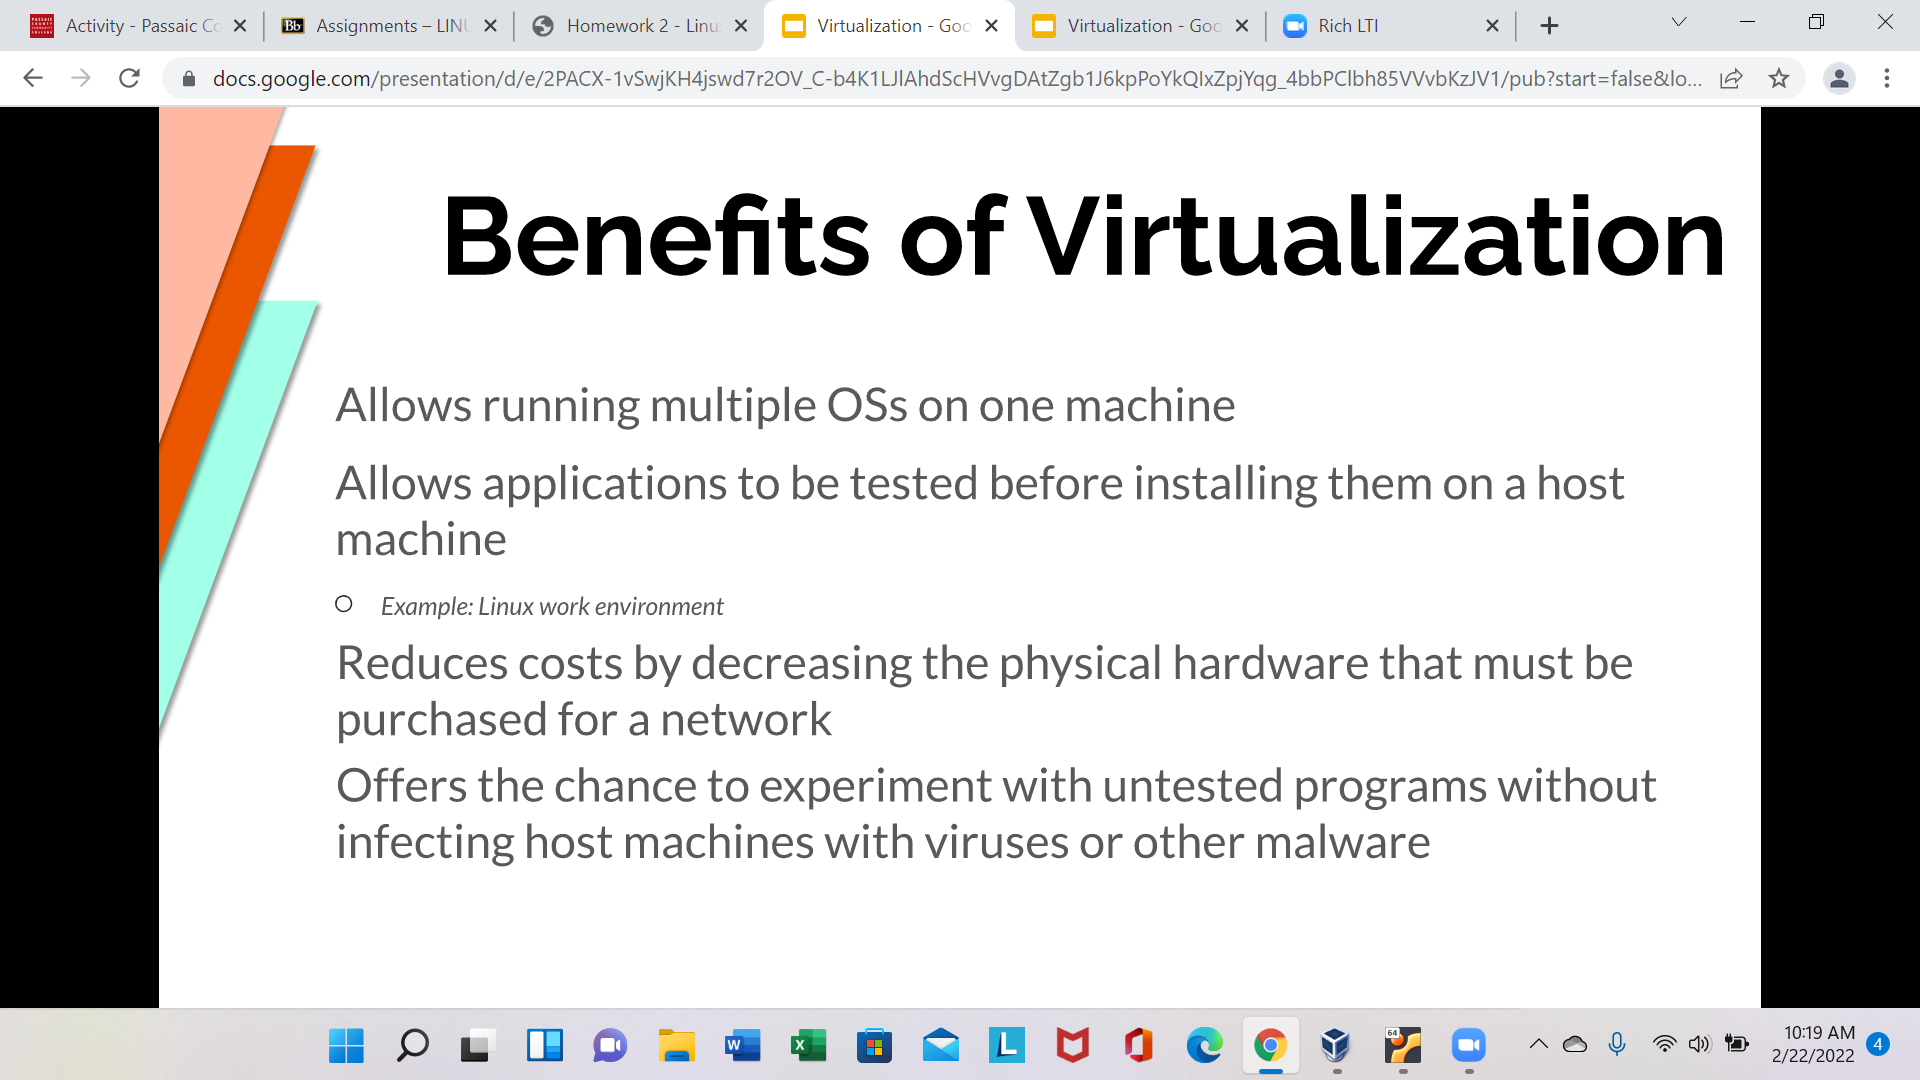 Activity - Passaic Co
Bb Assignments – LINU
Homework 2 - Linu
Virtualization - Goo
Virtualization - Goo
Rich LTI
docs.google.com/presentation/d/e/2PACX-1vSwjKH4jswd7r2OV_C-b4K1LJlAhdScHVvgDAtZgb1J6kpPoYkQIxZpjYqg_4bbPClbh85VVvbKzJV1/pub?start=false&lo...
Benefits of Virtualization
Allows running multiple OSs on one machine
Allows applications to be tested before installing them on a host
machine
Example: Linux work environment
Reduces costs by decreasing the physical hardware that must be
purchased for a network
Offers the chance to experiment with untested programs without
infecting host machines with viruses or other malware
W
X
L
64
10:19 AM
2/22/2022
4